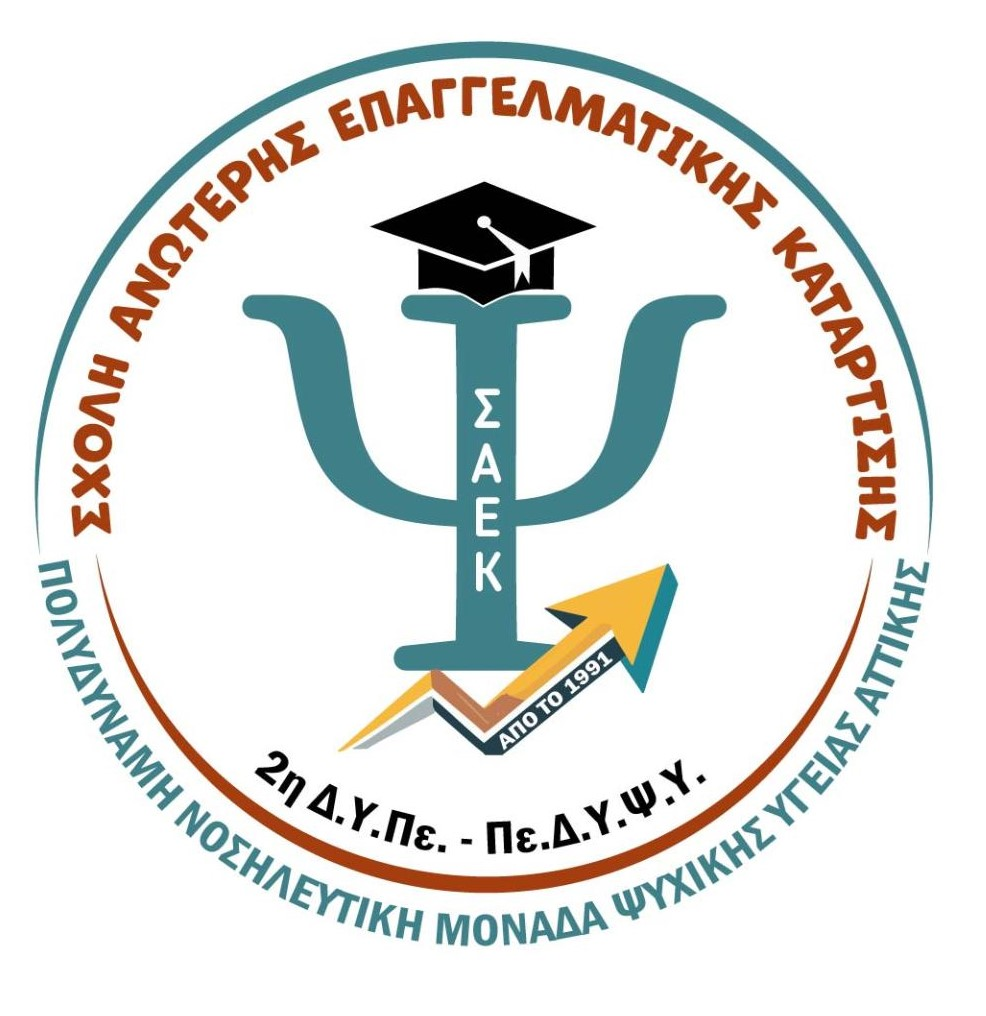 ΣΧΟΛΗ ΑΝΩΤΕΡΗΣ ΕΠΑΓΓΕΛΜΑΤΙΚΗΣ ΚΑΤΑΡΤΙΣΗΣ
ΣΑΕΚ
ΑΠΟ ΤΟ 1991
2η Δ.Υ.Πε. - Πε.Δ.Υ.Ψ.Υ.
ΠΟΛΥΔΥΝΑΜΗ ΝΟΣΗΛΕΥΤΙΚΗ ΜΟΝΑΔΑ ΨΥΧΙΚΗΣ ΥΓΕΙΑΣ ΑΤΤΙΚΗΣ